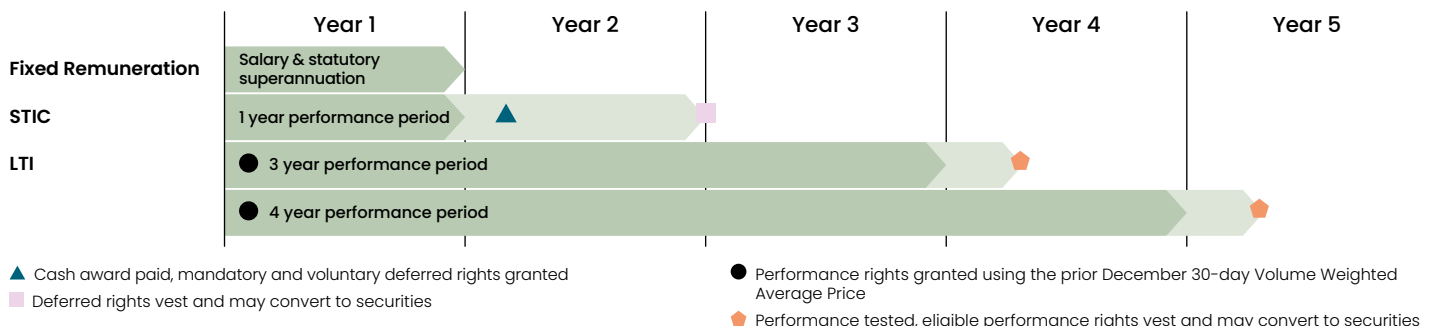 Year 1 Year 2 Year 3 Year 4 Year 5
Fixed Remuneration
Salary & statutory
superannuation
STIC
1 year performance period
LTI
3 year performance period
4 year performance period
Cash award paid, mandatory and voluntary deferred rights granted
Deferred rights vest and may convert to securities
Performance rights granted using the prior December 30-day Volume Weighted
Average Price
Performance tested, eligible performance rights vest and may convert to securities